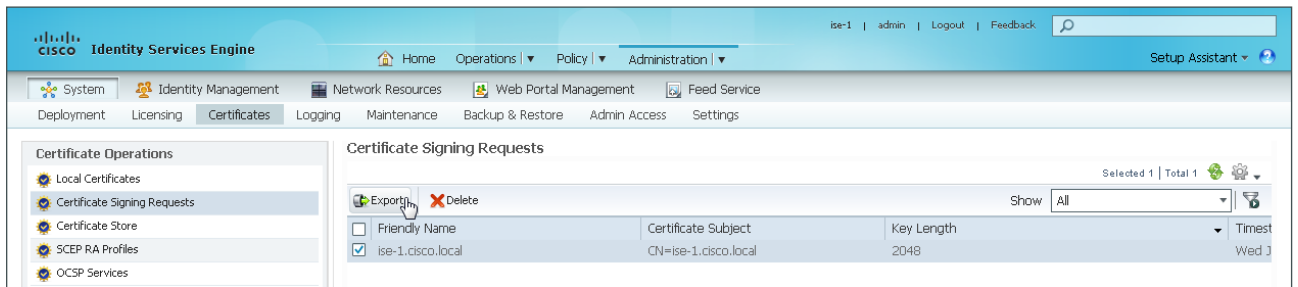 ise-1 | admin | Logout | Feedback
CISCO Identity Services Engine
Home Operations | Policy | Administration | Setup Assistant
System Identity Management Network Resources Web Portal Management Feed Service
Deployment Licensing Certificates Logging Maintenance Backup & Restore Admin Access Settings
Certificate Operations
Local Certificates
Certificate Signing Requests
Certificate Store
SCEP RA Profiles
OCSP Services
Certificate Signing Requests
Selected 1 | Total 1
Export Delete Show All
Friendly Name Certificate Subject Key Length Timest
ise-1.cisco.local CN=ise-1.cisco.local 2048 Wed J